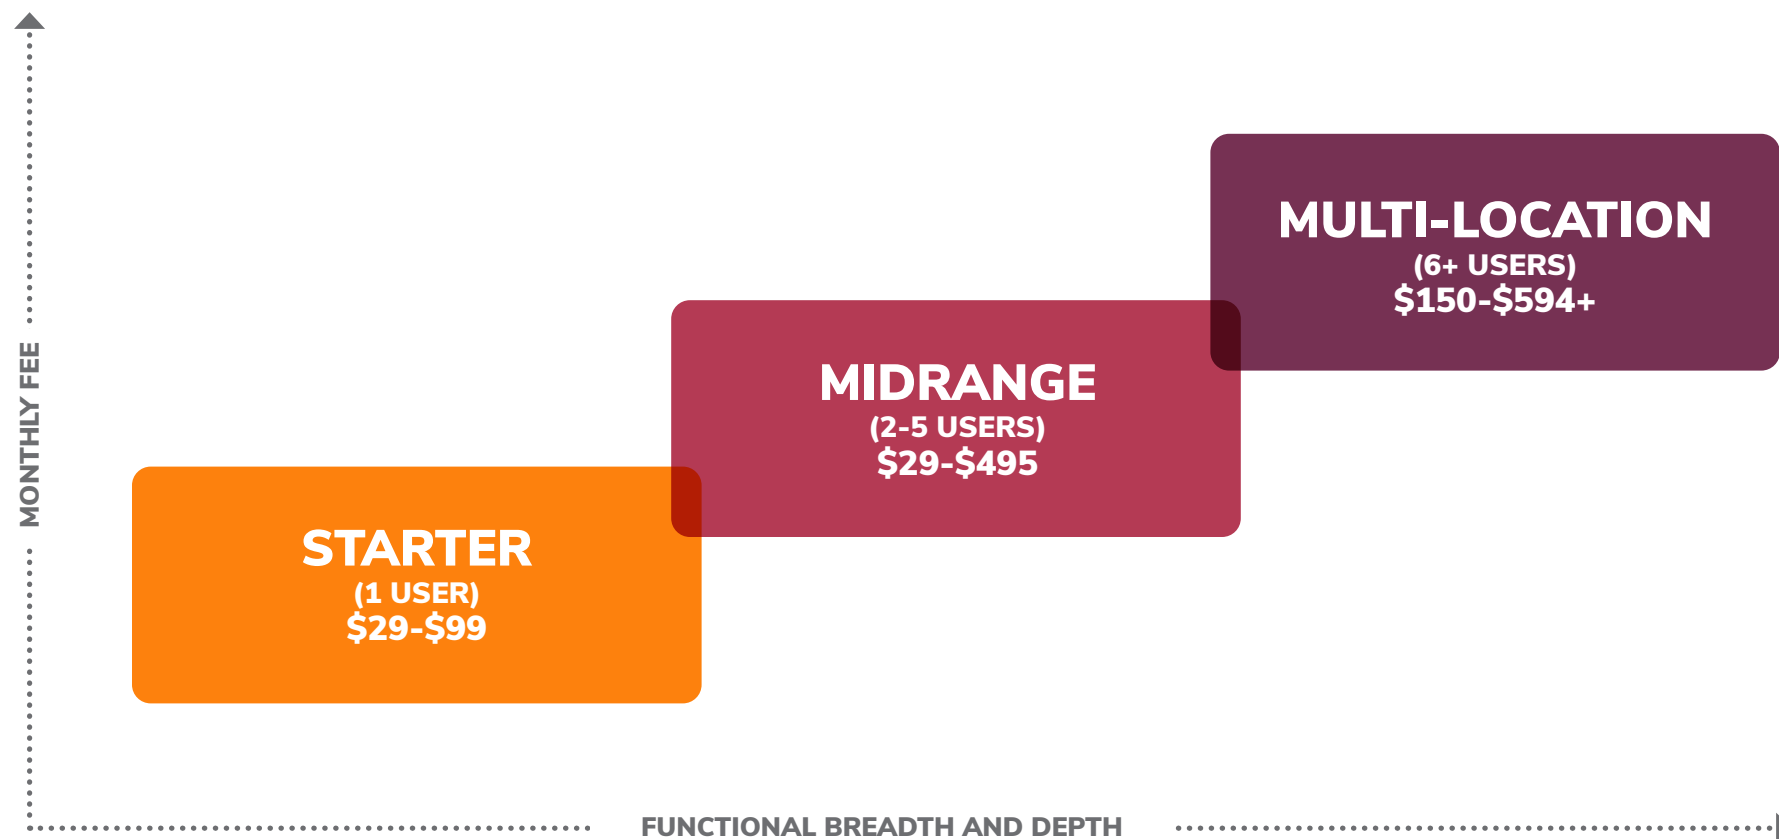 MULTI-LOCATION
(6+ USERS)
$150-$594+
MIDRANGE
(2-5 USERS)
$29-$495
STARTER
(1 USER)
$29-$99
MONTHLY FEE
FUNCTIONAL BREADTH AND DEPTH